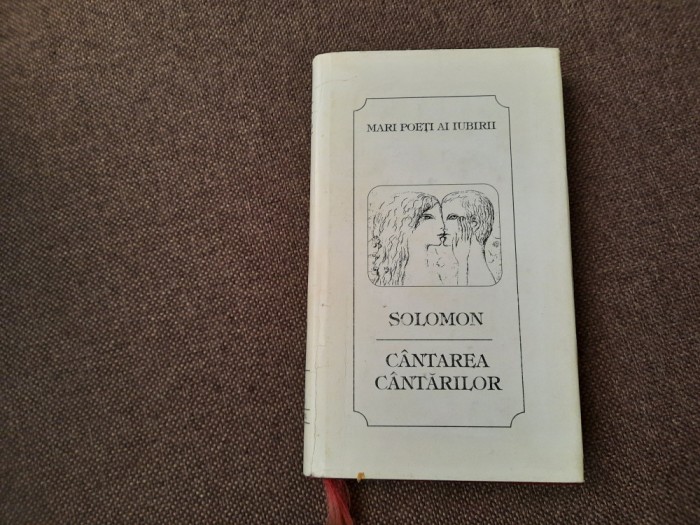 MARI POEȚI AI IUBIRII
SOLOMON
CÂNTAREA
CÂNTĂRILOR